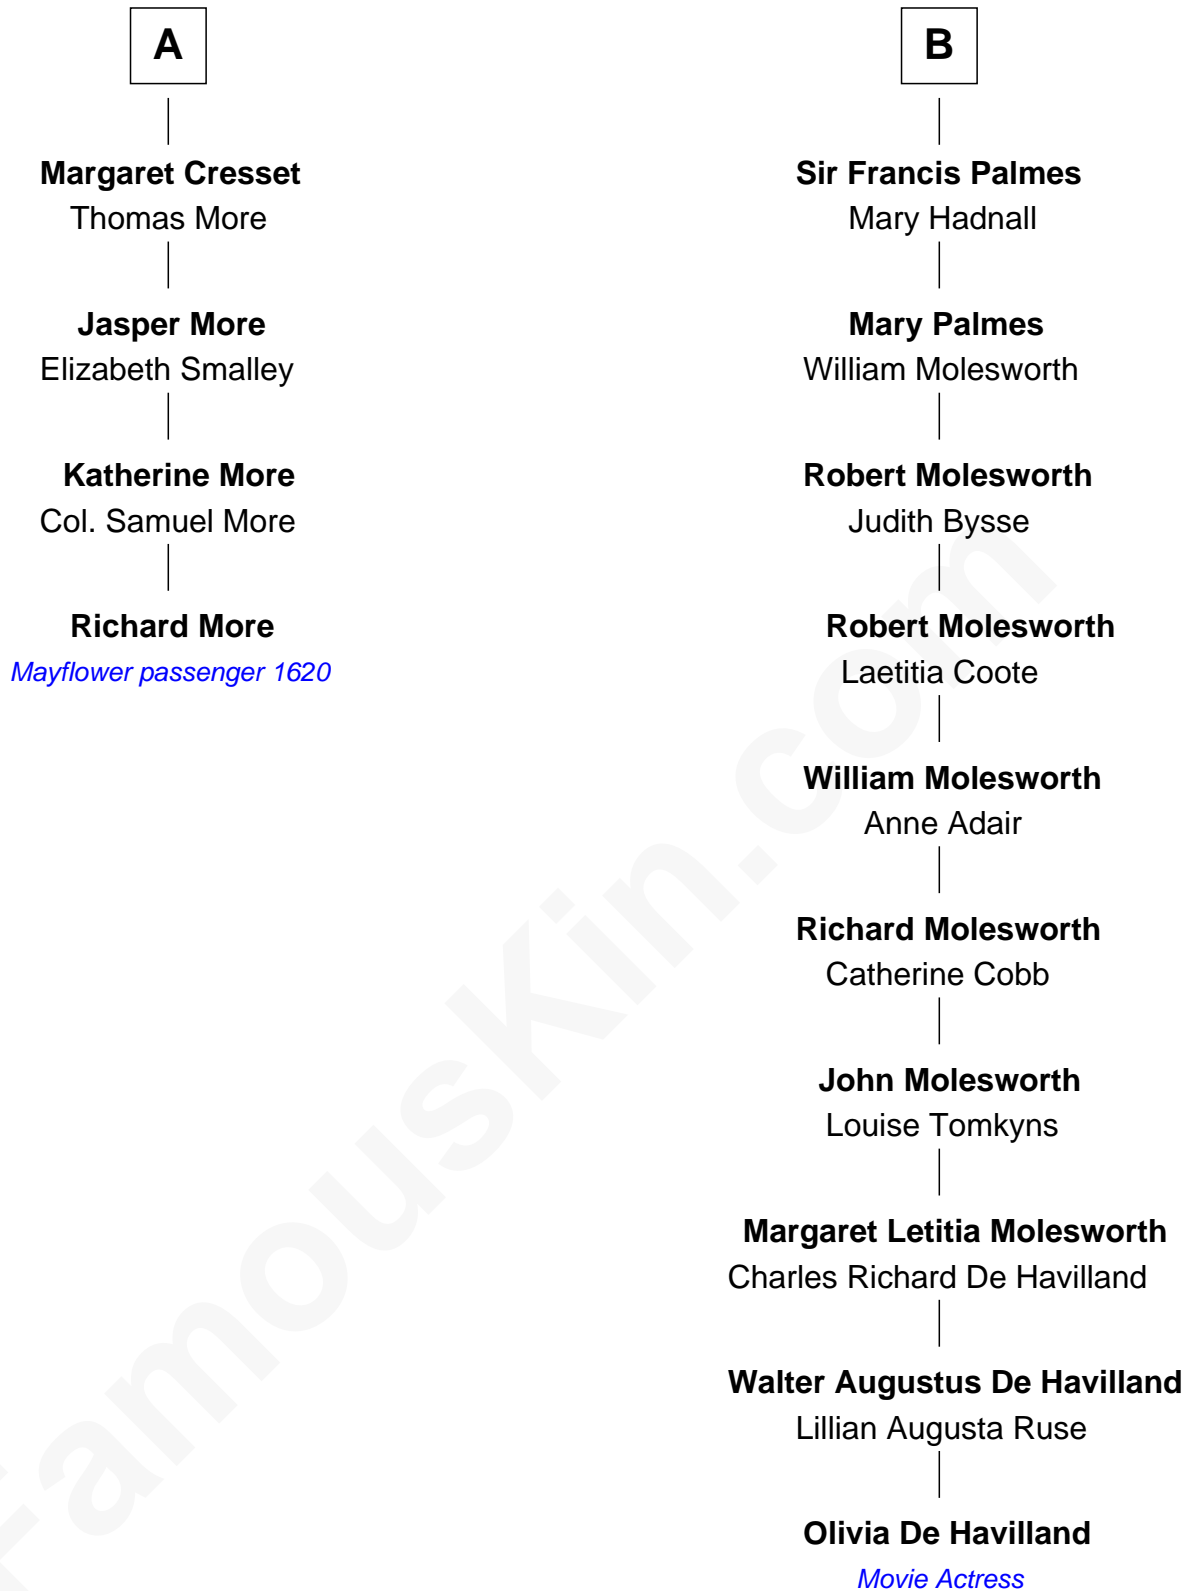 A
Margaret Cresset
Thomas More
Jasper More
Elizabeth Smalley
Katherine More
Col. Samuel More
Richard More
Mayflower passenger 1620
B
Sir Francis Palmes
Mary Hadnall
Mary Palmes
William Molesworth
Robert Molesworth
Judith Bysse
Robert Molesworth
Laetitia Coote
William Molesworth
Anne Adair
Richard Molesworth
Catherine Cobb
John Molesworth
Louise Tomkyns
Margaret Letitia Molesworth
Charles Richard De Havilland
Walter Augustus De Havilland
Lillian Augusta Ruse
Olivia De Havilland
Movie Actress
FamousKin.com